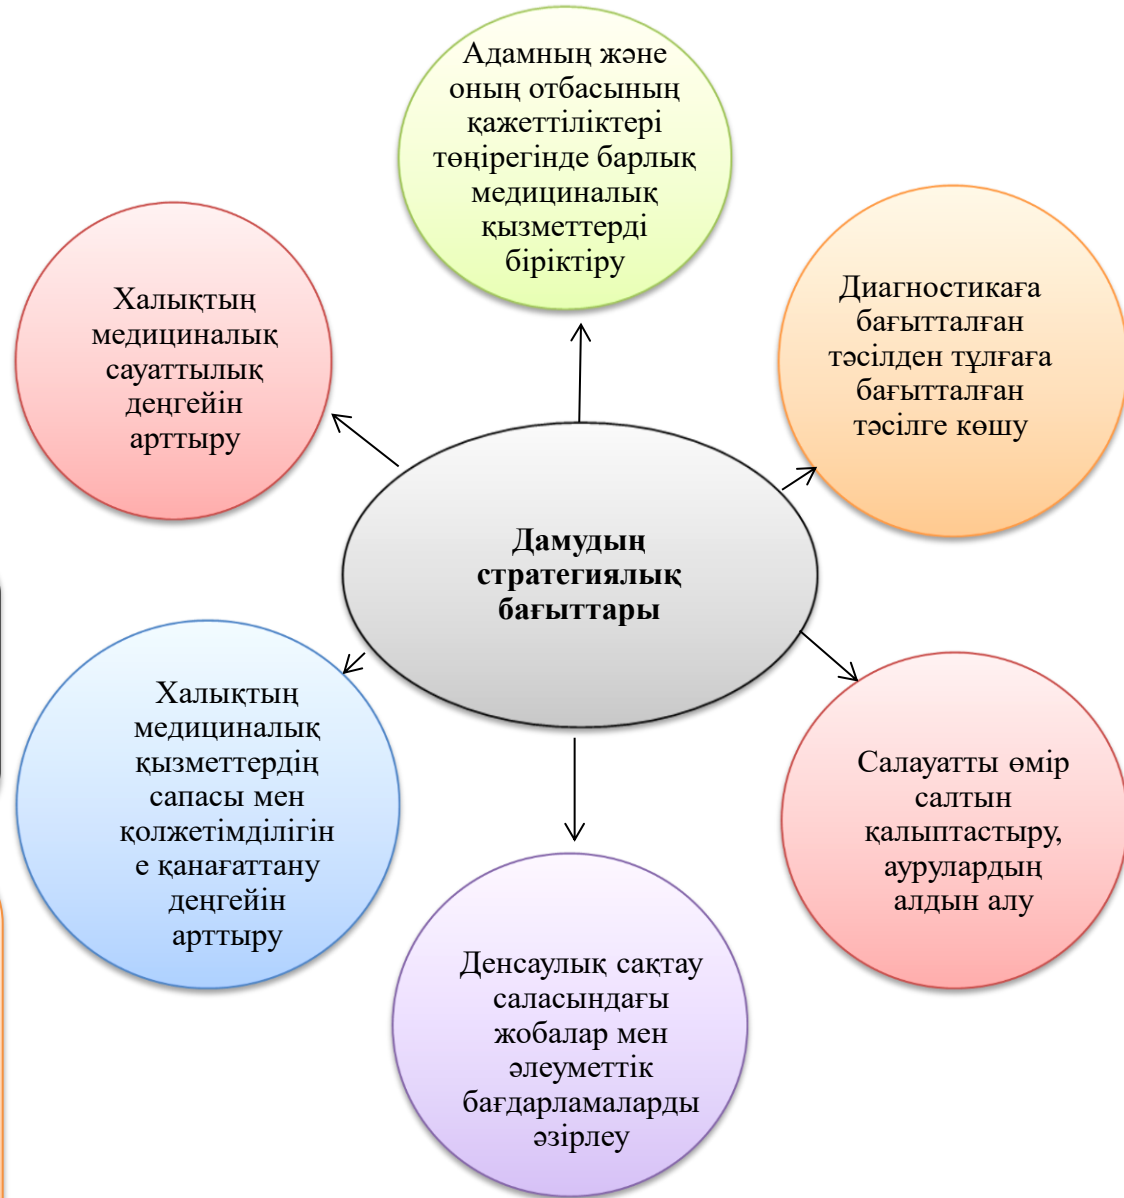 Адамның және
оның отбасының
қажеттіліктері
төңірегінде барлық
медициналық
қызметтерді
біріктіру
Халықтың
медициналық
сауаттылық
деңгейін
арттыру
Диагностикаға
бағытталған
тәсілден тұлғаға
бағытталған
тәсілге көшу
Дамудың
стратегиялық
бағыттары
Халықтың
медициналық
қызметтердің
сапасы мен
қолжетімділігін
е қанағаттану
деңгейін
арттыру
Салауатты өмір
салтын
қалыптастыру,
аурулардың
алдын алу
Денсаулық сақтау
саласындағы
жобалар мен
әлеуметтік
бағдарламаларды
әзірлеу